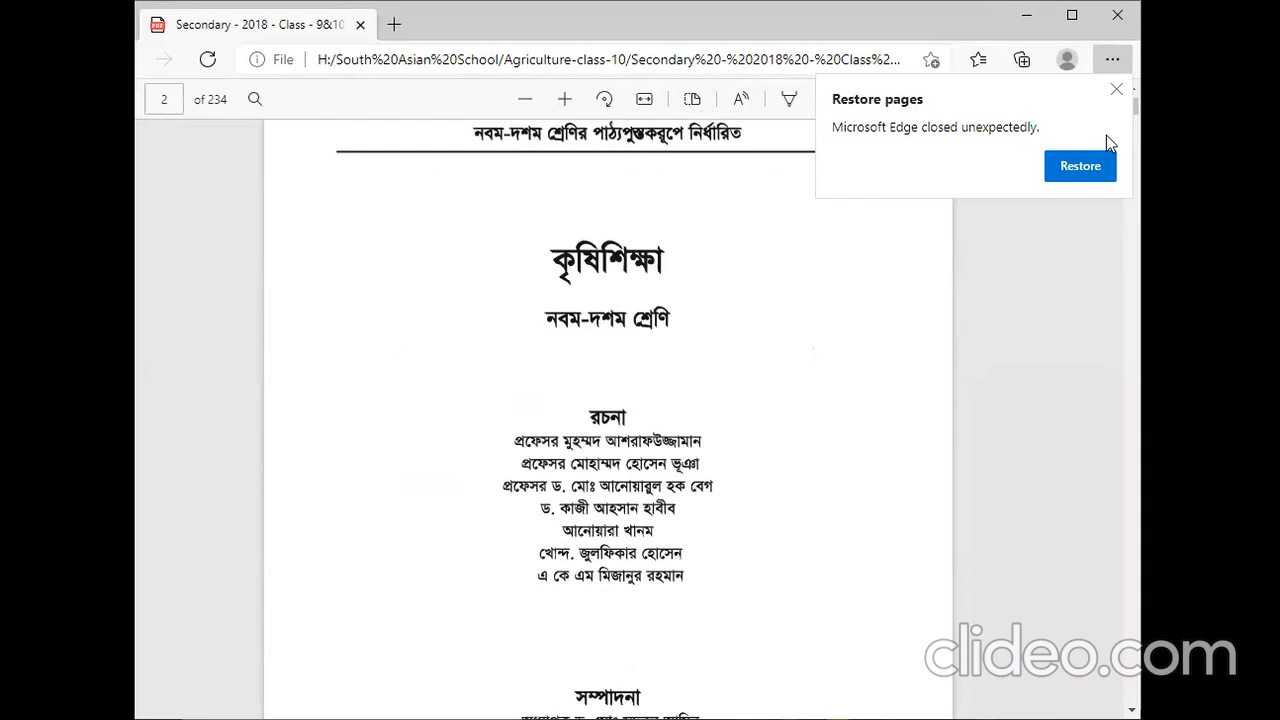 Secondary - 2018 - Class - 9&10
File H:/South%20Asian%20School/Agriculture-class-10/Secondary%20-%202018%20-%20Class%2...
2 of 234
Restore pages
Microsoft Edge closed unexpectedly.
Restore
নবম-দশম শ্রেণির পাঠ্যপুস্তকরূপে নির্ধারিত
কৃষিশিক্ষা
নবম-দশম শ্রেণি
রচনা
প্রফেসর মুহম্মদ আশরাফউজ্জামান
প্রফেসর মোহাম্মদ হোসেন ভূঞা
প্রফেসর ড. মোঃ আনোয়ারুল হক বেগ
ড. কাজী আহসান হাবীব
আনোয়ারা খানম
খোন্দ. জুলফিকার হোসেন
এ কে এম মিজানুর রহমান
সম্পাদনা
clideo.com